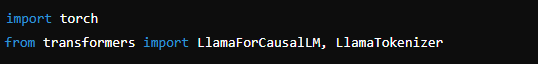 import torch
from transformers import LlamaForCausalLM, LlamaTokenizer